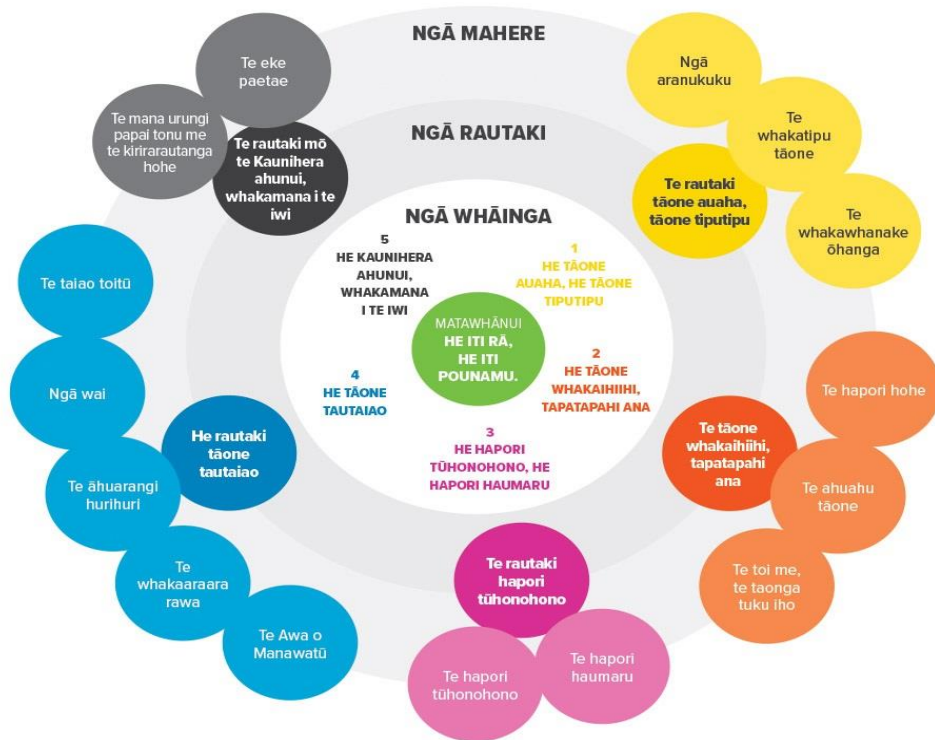 NGĀ MAHERE
NGĀ RAUTAKI
NGĀ WHĀINGA
MATAWHĀNUI
HE ITI RĀ,
HE ITI
POUNAMU.
1
HE TĀONE
AUAHA, HE TĀONE
TIPUTIPU
2
HE TĀONE
WHAKAIHIIHI,
TAPATAPAHI ANA
3
HE HAPORI
TŪHONOHONO, HE
HAPORI HAUMARU
4
HE TĀONE
TAUTAIAO
5
HE KAUNIHERA
AHUNUI,
WHAKAMANA
I TE IWI
Te rautaki
tāone auaha,
tāone tiputipu
Ngā
aranukuku
Te
whakatipu
tāone
Te
whakawhanake
ōhanga
Te tāone
whakaihiihi,
tapatapahi
ana
Te hapori hohe
Te ahuahu
tāone
Te toi me,
te taonga
tuku iho
Te rautaki
hapori
tūhonohono
Te hapori
haumaru
Te hapori
tūhonohono
He rautaki
tāone
tautaiao
Te Awa o
Manawatū
Te
whakaaraara
rawa
Te āhuarangi
hurihuri
Ngā wai
Te taiao toitū
Te rautaki mō
te Kaunihera
ahunui,
whakamana i te
iwi
Te mana urungi
papai tonu me
te kirirarautanga
hohe
Te eke
paetae